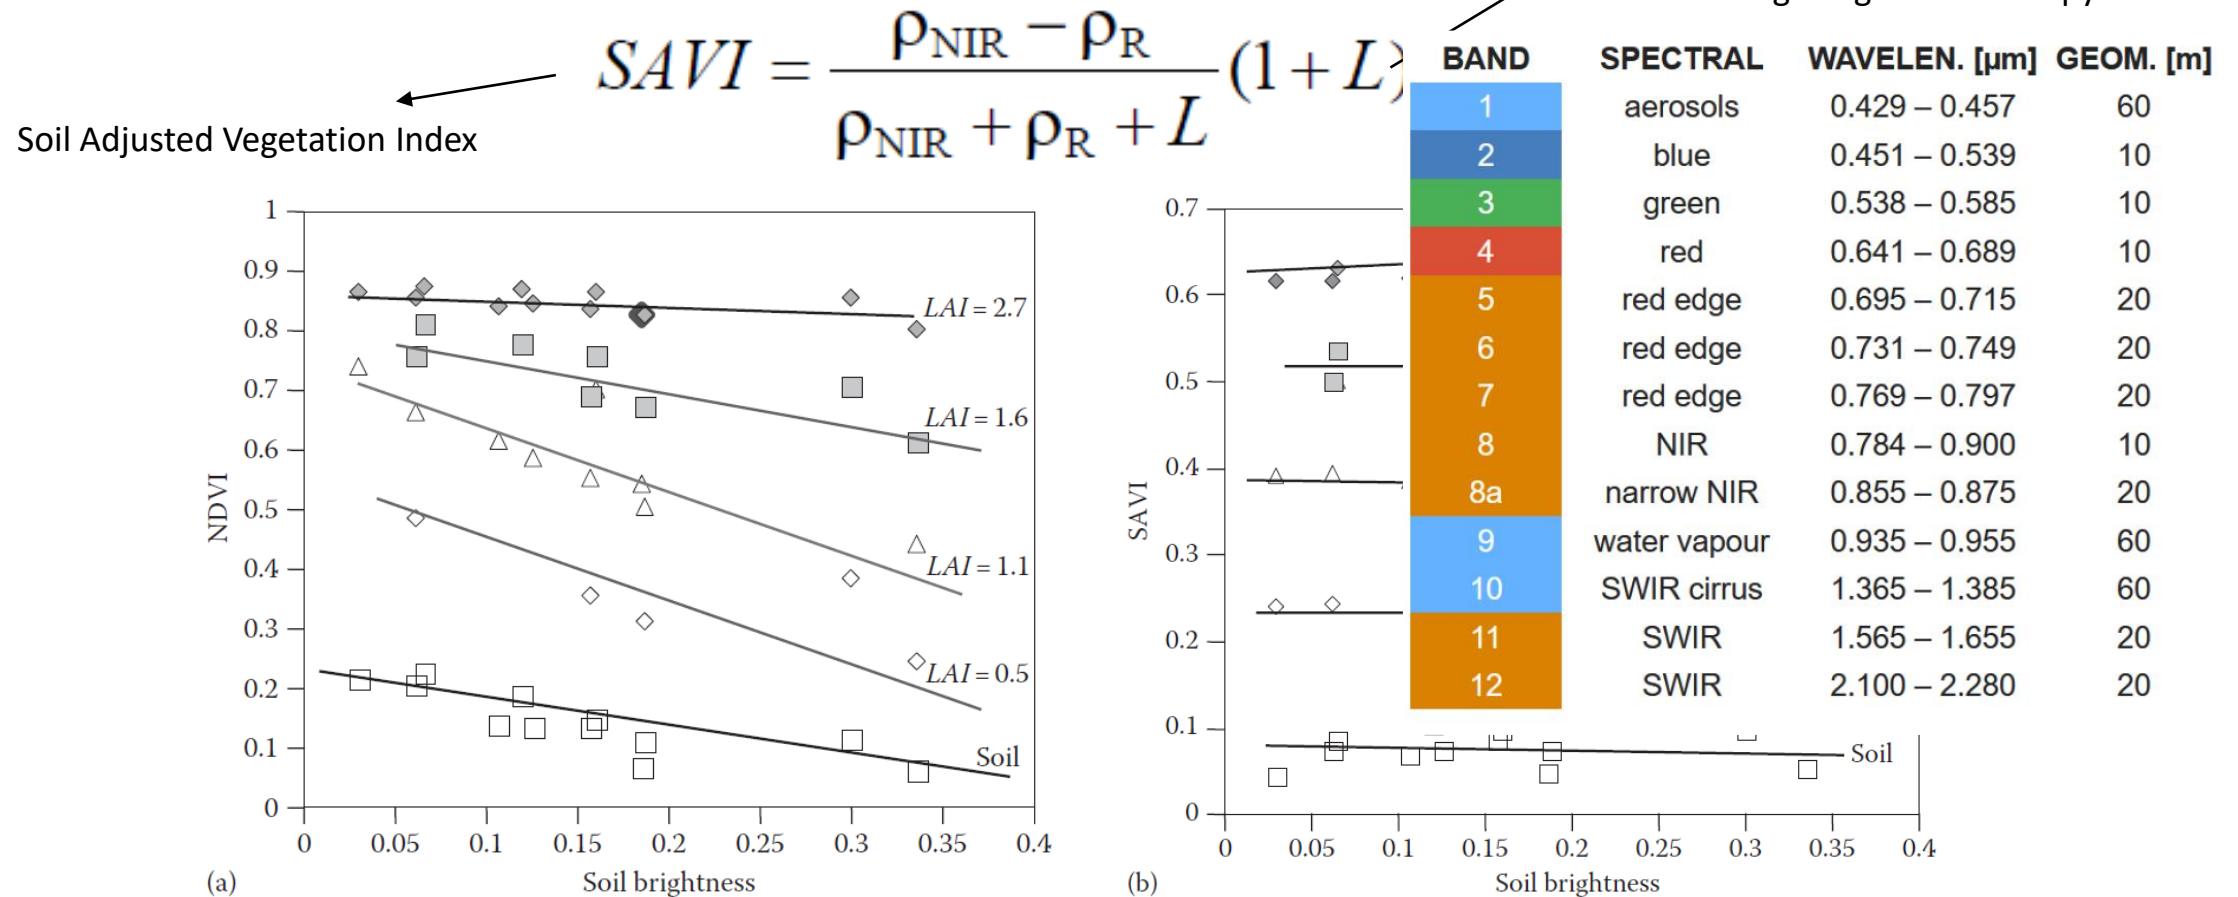 SAVI = ρNIR − ρR / ρNIR + ρR + L (1 + L)
Soil Adjusted Vegetation Index
1
0.9
0.8
0.7
0.6
0.5
0.4
0.3
0.2
0.1
0
NDVI
LAI = 2.7
LAI = 1.6
LAI = 1.1
LAI = 0.5
Soil
0 0.05 0.1 0.15 0.2 0.25 0.3 0.35 0.4
(a) Soil brightness
0.7
0.6
0.5
0.4
0.3
0.2
0.1
0
SAVI
Soil
0 0.05 0.1 0.15 0.2 0.25 0.3 0.35 0.4
(b) Soil brightness
BAND SPECTRAL WAVELEN. [µm] GEOM. [m]
1 aerosols 0.429 – 0.457 60
2 blue 0.451 – 0.539 10
3 green 0.538 – 0.585 10
4 red 0.641 – 0.689 10
5 red edge 0.695 – 0.715 20
6 red edge 0.731 – 0.749 20
7 red edge 0.769 – 0.797 20
8 NIR 0.784 – 0.900 10
8a narrow NIR 0.855 – 0.875 20
9 water vapour 0.935 – 0.955 60
10 SWIR cirrus 1.365 – 1.385 60
11 SWIR 1.565 – 1.655 20
12 SWIR 2.100 – 2.280 20